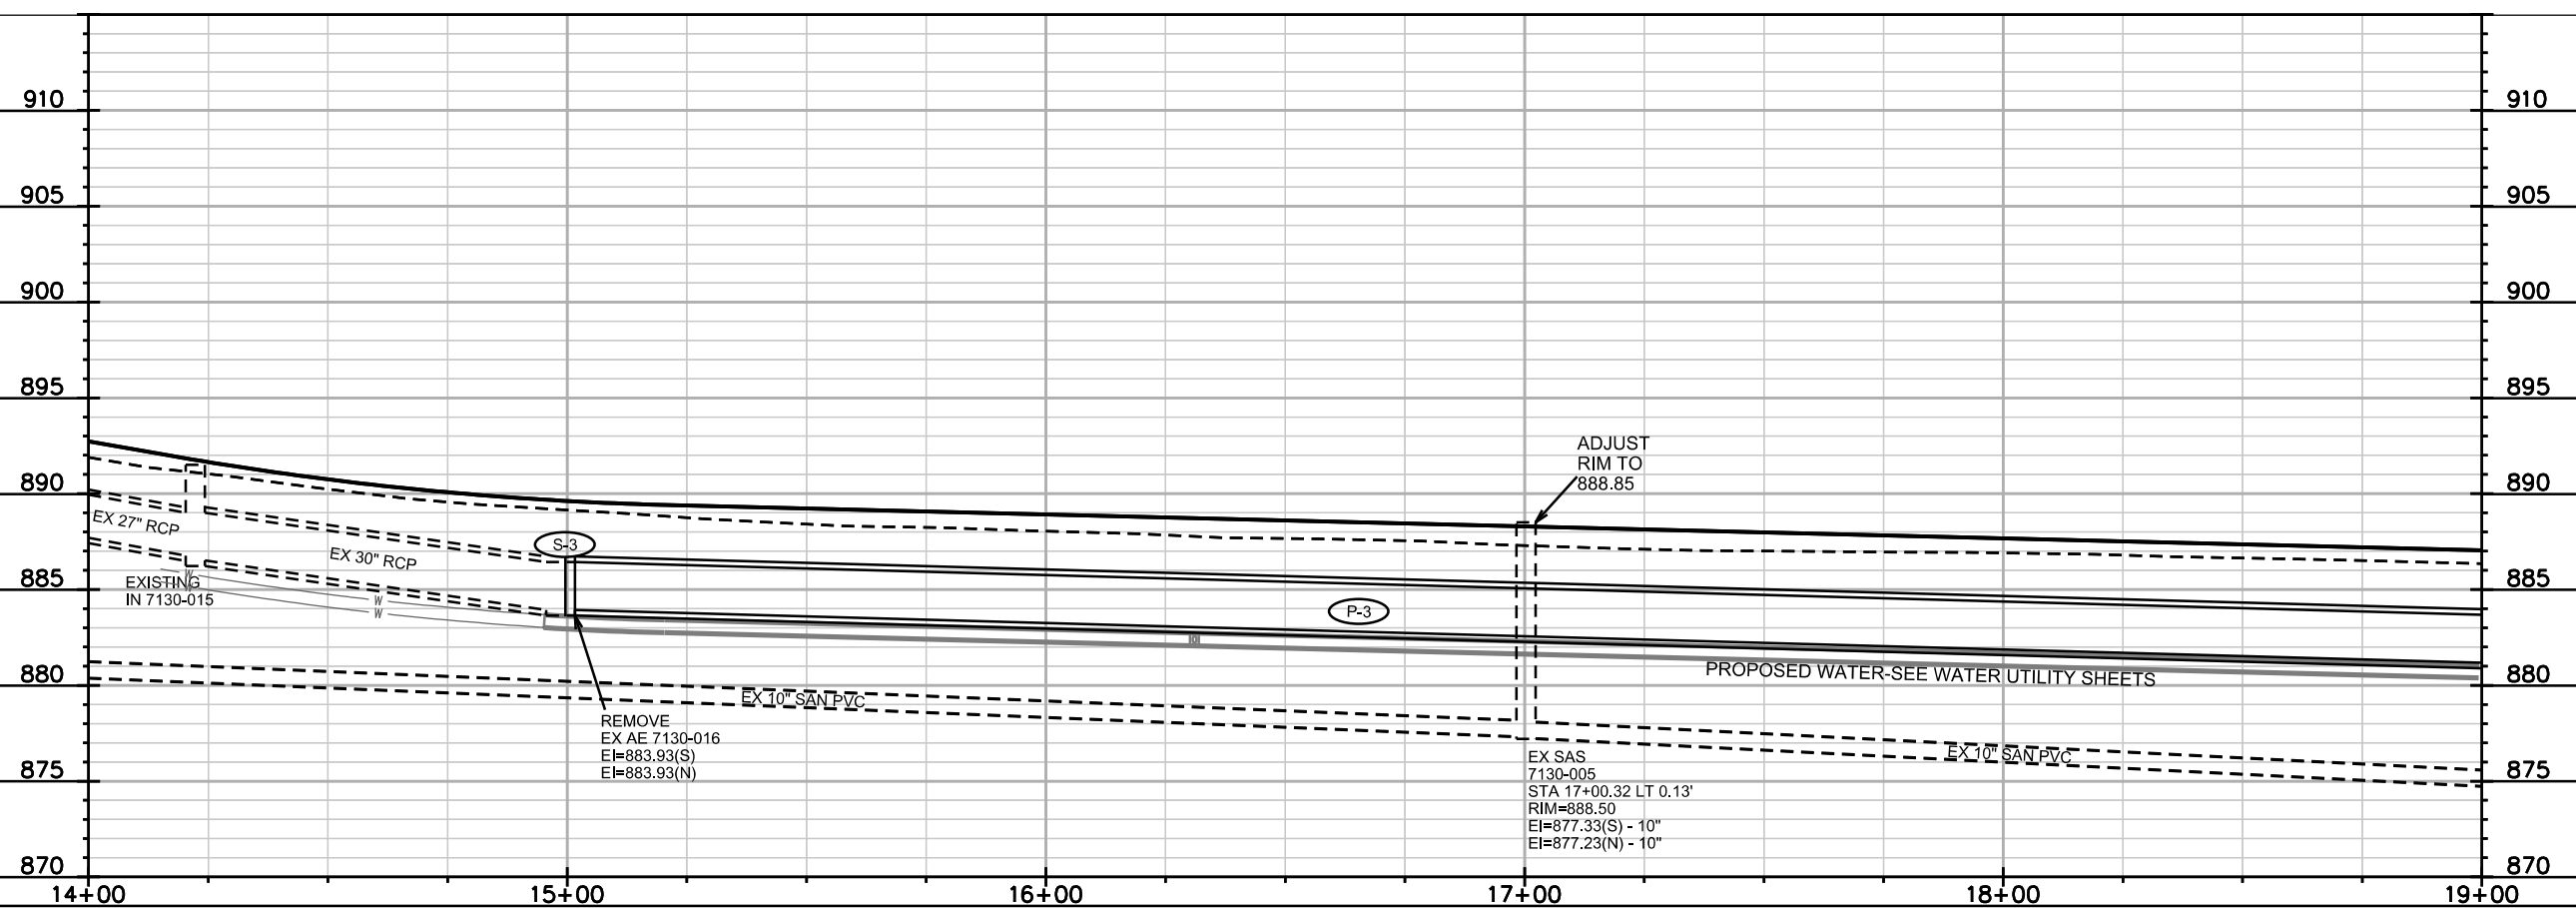 910 910
905 905
900 900
895 895
ADJUST
RIM TO
888.85
890 890
EX 27" RCP
S-3
EX 30" RCP
885 885
EXISTING
IN 7130-015
W
W
W
W
P-3
PROPOSED WATER-SEE WATER UTILITY SHEETS
880 880
EX 10" SAN PVC
REMOVE
EX AE 7130-016
EI=883.93(S)
EI=883.93(N)
EX 10" SAN PVC
875 875
EX SAS
7130-005
STA 17+00.32 LT 0.13'
RIM=888.50
EI=877.33(S) - 10"
EI=877.23(N) - 10"
870 870
14+00 15+00 16+00 17+00 18+00 19+00